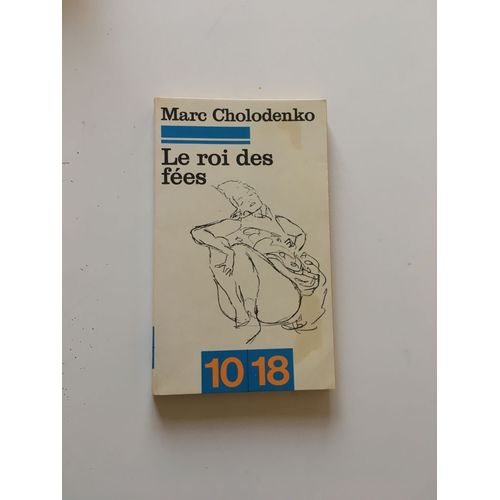 Marc Cholodenko
Le roi des
fées
10 18